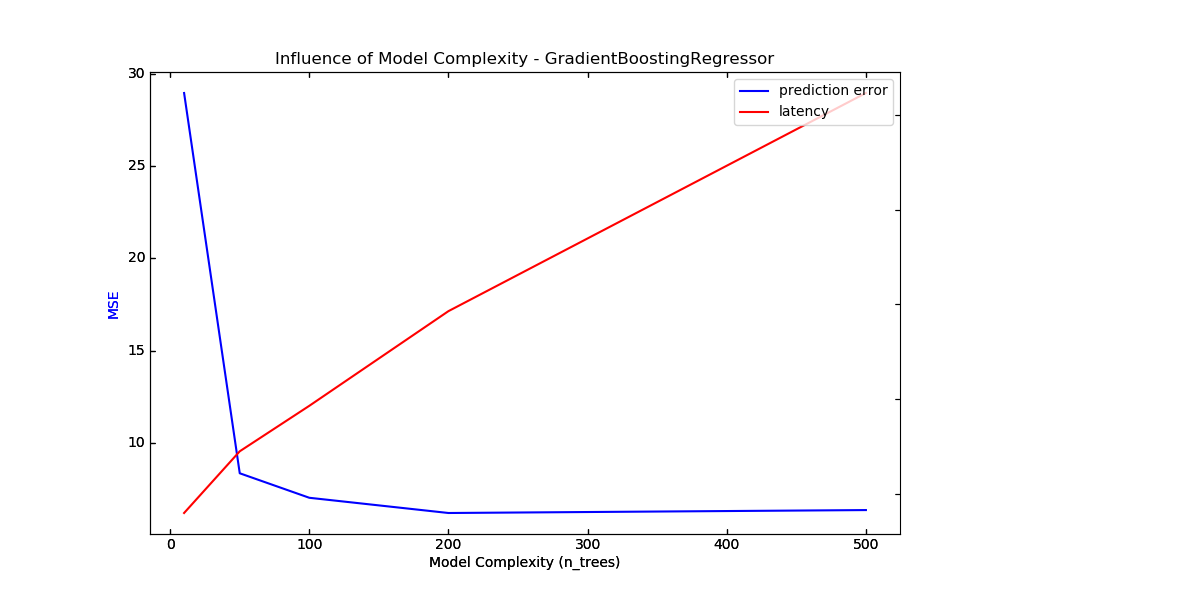 Influence of Model Complexity - GradientBoostingRegressor
prediction error
latency
30
25
20
15
10
MSE
0 100 200 300 400 500
Model Complexity (n_trees)